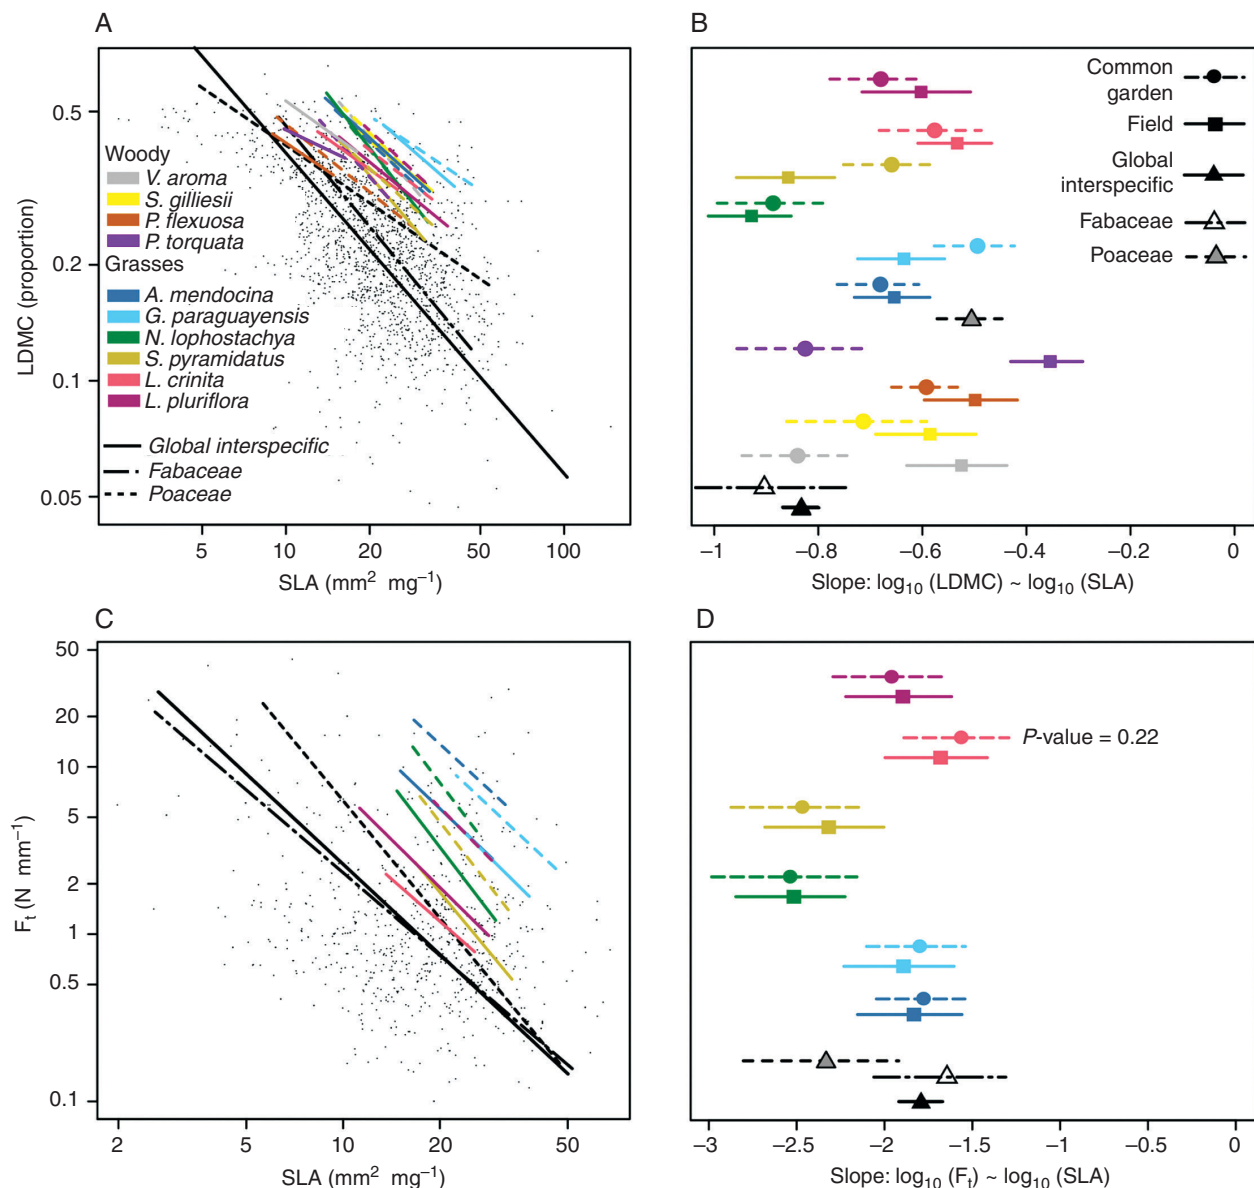 A
LDMC (proportion)
0.5
0.2
0.1
0.05
Woody
V. aroma
S. gilliesii
P. flexuosa
P. torquata
Grasses
A. mendocina
G. paraguayensis
N. lophostachya
S. pyramidatus
L. crinita
L. pluriflora
Global interspecific
Fabaceae
Poaceae
5 10 20 50 100
SLA (mm² mg⁻¹)
B
Common garden
Field
Global interspecific
Fabaceae
Poaceae
−1 −0.8 −0.6 −0.4 −0.2 0
Slope: log₁₀ (LDMC) ~ log₁₀ (SLA)
C
Fₜ (N mm⁻¹)
50
20
10
5
2
1
0.5
0.1
2 5 10 20 50
SLA (mm² mg⁻¹)
D
P-value = 0.22
−3 −2.5 −2 −1.5 −1 −0.5 0
Slope: log₁₀ (Fₜ) ~ log₁₀ (SLA)